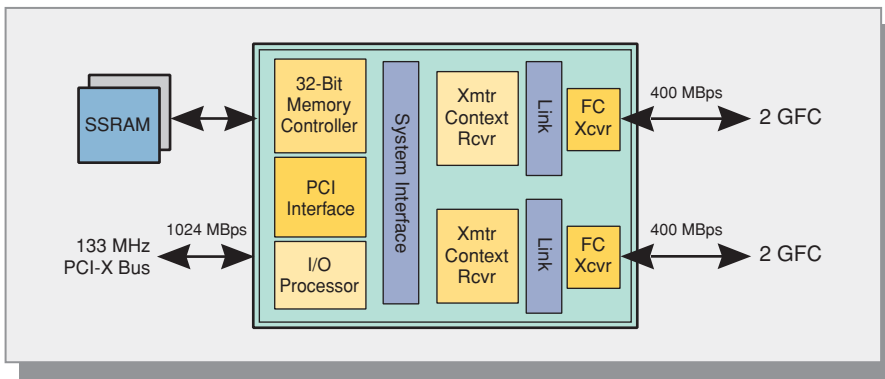 SSRAM
133 MHz
PCI-X Bus
1024 MBps
32-Bit
Memory
Controller
PCI
Interface
I/O
Processor
System Interface
Xmtr
Context
Rcvr
Link
FC
Xcvr
400 MBps
2 GFC
Xmtr
Context
Rcvr
Link
FC
Xcvr
400 MBps
2 GFC